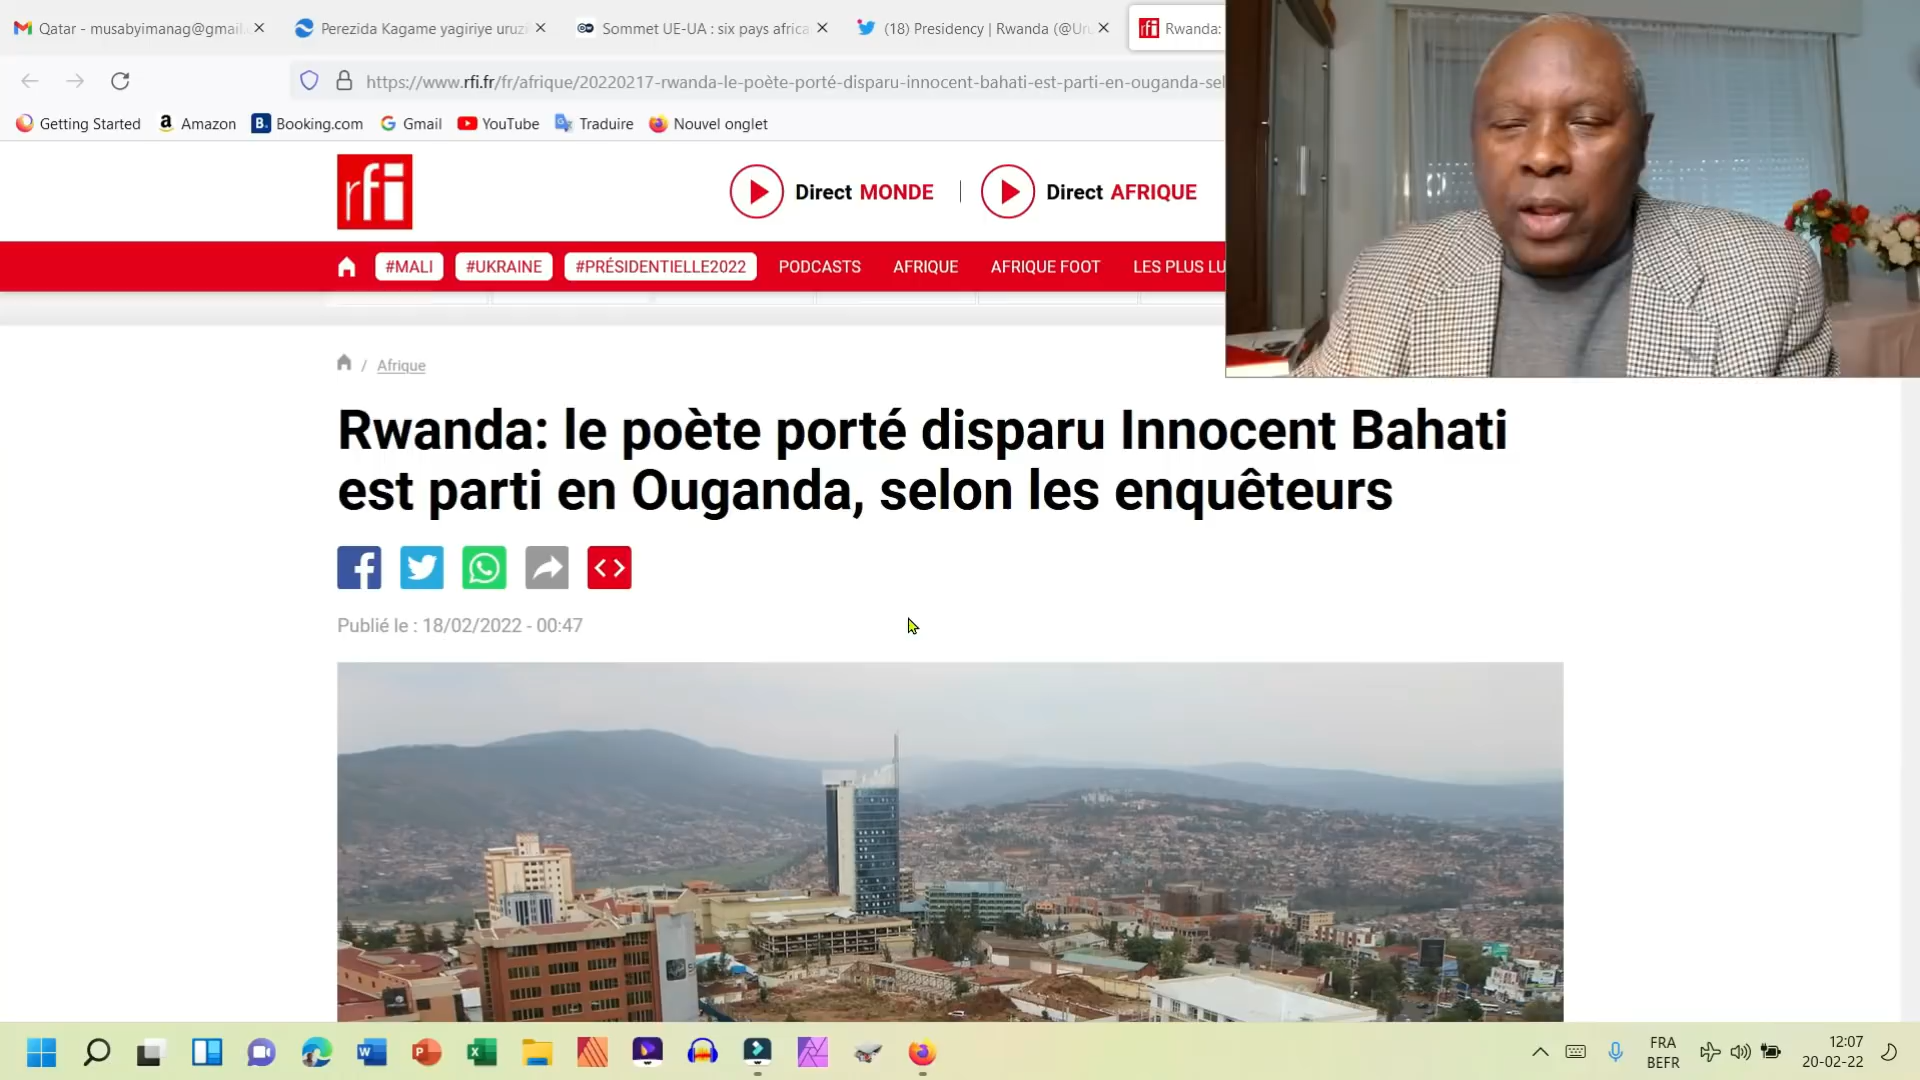 Qatar - musabyimanag@gmail.
Perezida Kagame yagiriye uruzi
Sommet UE-UA : six pays africa
(18) Presidency | Rwanda (@Uru
Rwanda:
https://www.rfi.fr/fr/afrique/20220217-rwanda-le-poète-porté-disparu-innocent-bahati-est-parti-en-ouganda-sel
Getting Started
Amazon
Booking.com
Gmail
YouTube
Traduire
Nouvel onglet
rfi
Direct MONDE
Direct AFRIQUE
#MALI
#UKRAINE
#PRÉSIDENTIELLE2022
PODCASTS
AFRIQUE
AFRIQUE FOOT
LES PLUS LU
/ Afrique
Rwanda: le poète porté disparu Innocent Bahati
est parti en Ouganda, selon les enquêteurs
Publié le : 18/02/2022 - 00:47
FRA
BEFR
12:07
20-02-22